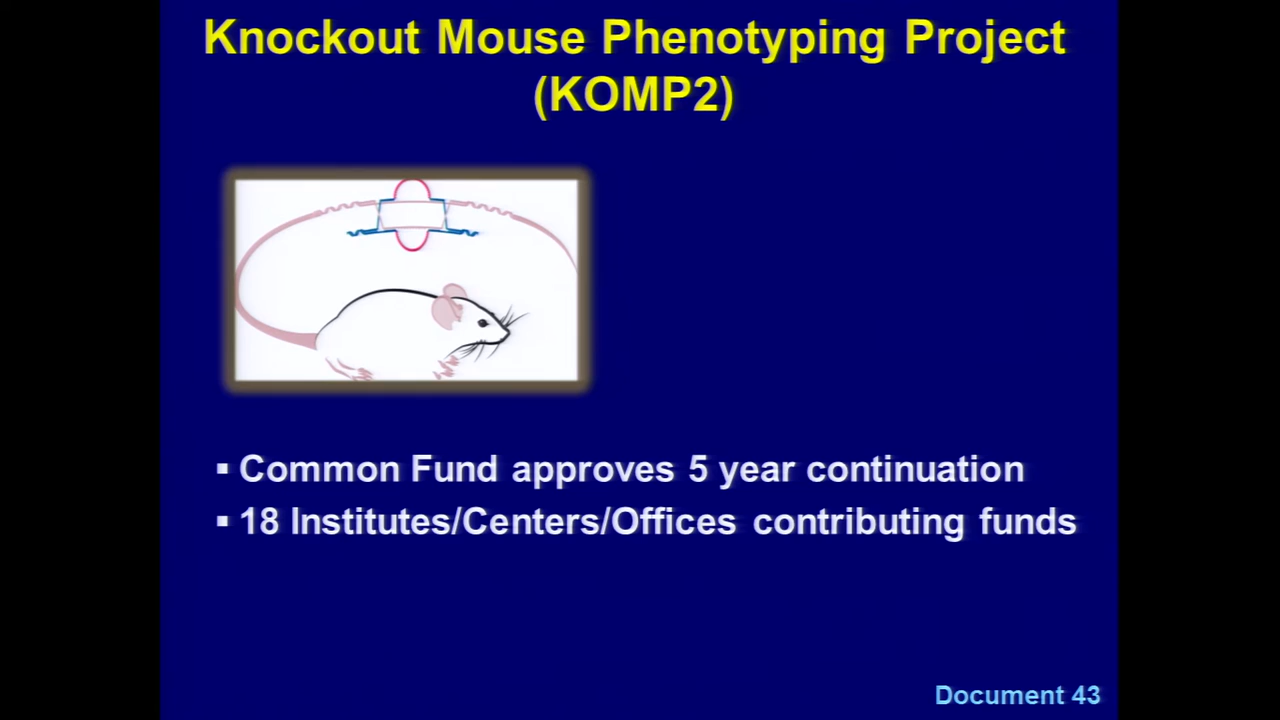 Knockout Mouse Phenotyping Project
(KOMP2)
▪ Common Fund approves 5 year continuation
▪ 18 Institutes/Centers/Offices contributing funds
Document 43